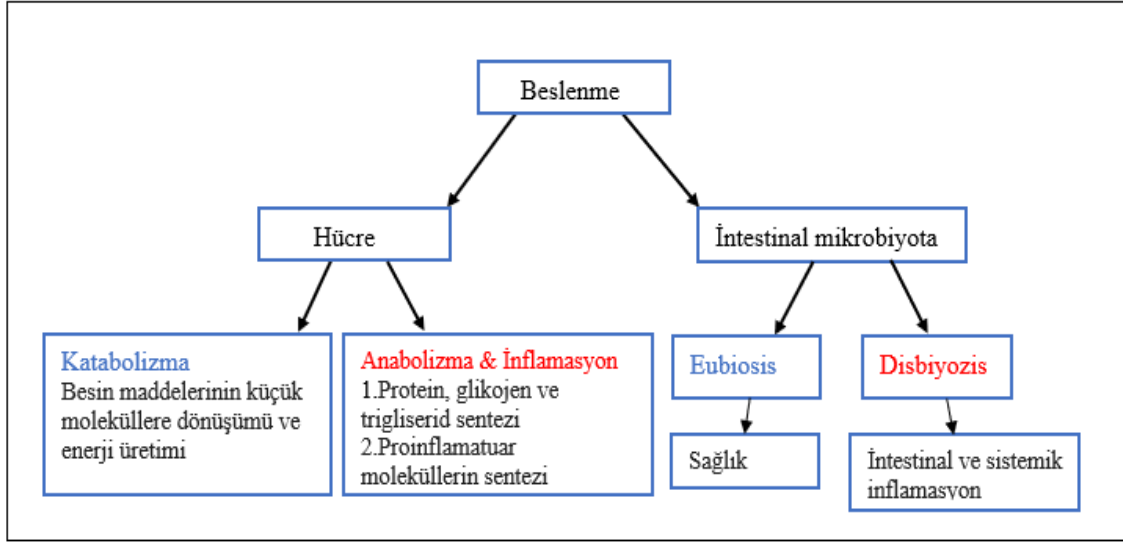 Beslenme
Hücre
İntestinal mikrobiyota
Katabolizma
Besin maddelerinin küçük
moleküllere dönüşümü ve
enerji üretimi
Anabolizma & İnflamasyon
1.Protein, glikojen ve
trigliserid sentezi
2.Proinflamatuar
moleküllerin sentezi
Eubiosis
Disbiyozis
Sağlık
İntestinal ve sistemik
inflamasyon